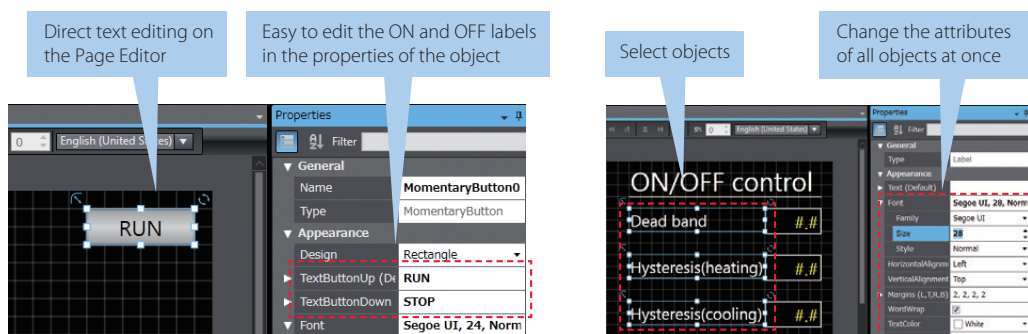 Direct text editing on
the Page Editor
Easy to edit the ON and OFF labels
in the properties of the object
Select objects
Change the attributes
of all objects at once
0
English (United States)
RUN
Properties
Filter
General
Name MomentaryButton0
Type MomentaryButton
Appearance
Design Rectangle
TextButtonUp (De RUN
TextButtonDown STOP
Font Segoe UI, 24, Norm
0 English (United States)
ON/OFF control
Dead band #.#
Hysteresis(heating) #.#
Hysteresis(cooling) #.#
Properties
Filter
General
Type Label
Appearance
Text (Default)
Font Segoe UI, 28, Norm
Family Segoe UI
Size 28
Style Normal
HorizontalAlignm Left
VerticalAlignment Top
Margins (L,T,R,B) 2, 2, 2, 2
WordWrap
TextColor White